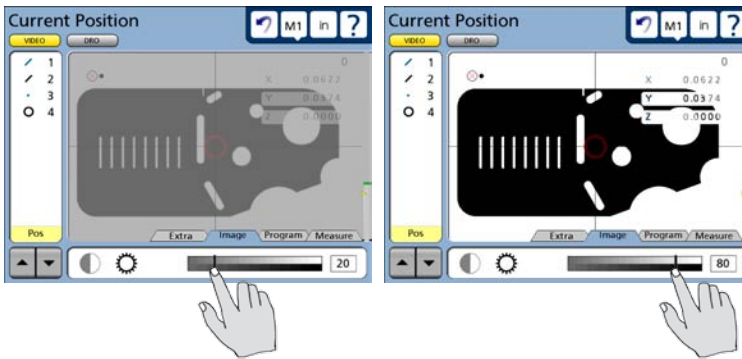 Current Position
M1 in ?
VIDEO DRO
1
2
3
4
0
X 0.0622
Y 0.0374
Z 0.0000
Pos
Extra Image Program Measure
20
Current Position
M1 in ?
VIDEO DRO
1
2
3
4
0
X 0.0622
Y 0.0374
Z 0.0000
Pos
Extra Image Program Measure
80